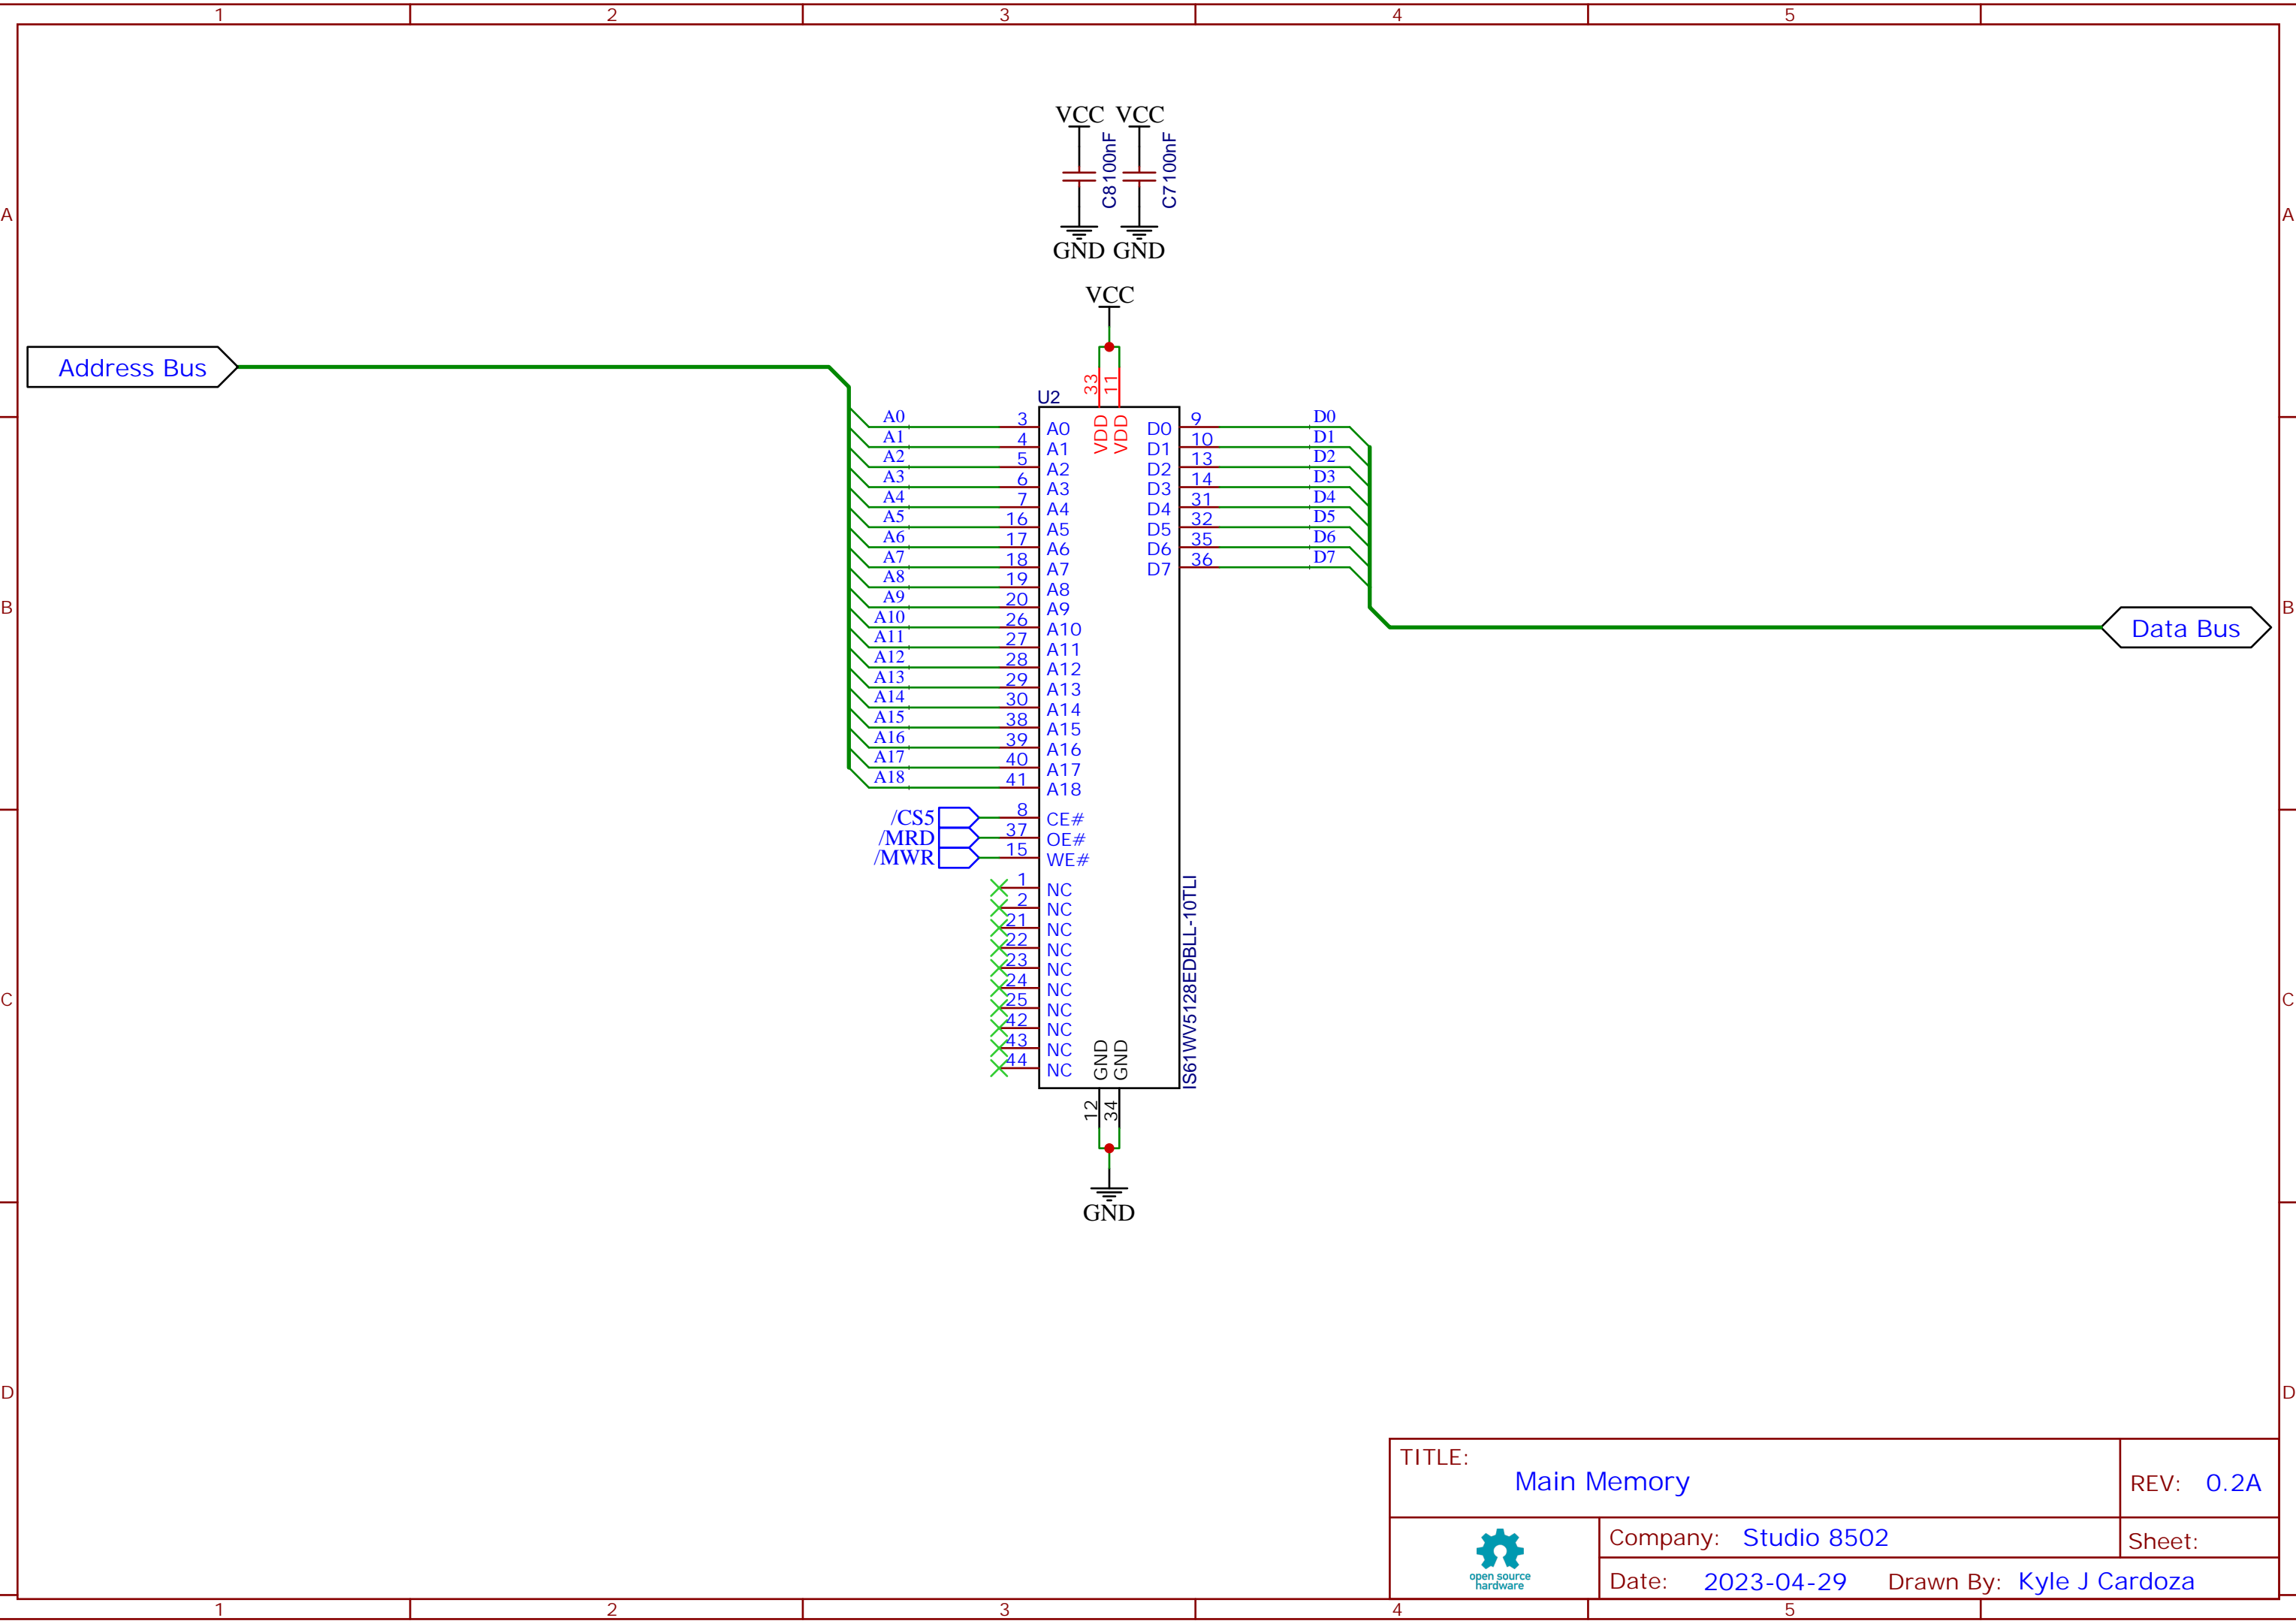 1 2 3 4 5
A A
B B
C C
D D
VCC VCC
C8 100nF
C7 100nF
GND GND
VCC
Address Bus
33 11
U2
VDD VDD
A0 3 A0 D0 9 D0
A1 4 A1 D1 10 D1
A2 5 A2 D2 13 D2
A3 6 A3 D3 14 D3
A4 7 A4 D4 31 D4
A5 16 A5 D5 32 D5
A6 17 A6 D6 35 D6
A7 18 A7 D7 36 D7
A8 19 A8
A9 20 A9
A10 26 A10
A11 27 A11
A12 28 A12
A13 29 A13
A14 30 A14
A15 38 A15
A16 39 A16
A17 40 A17
A18 41 A18
Data Bus
/CS5 8 CE#
/MRD 37 OE#
/MWR 15 WE#
1 NC
2 NC
21 NC
22 NC
23 NC
24 NC
25 NC
42 NC
43 NC
44 NC
IS61WV5128EDBLL-10TLI
GND GND
12 34
GND
TITLE:
Main Memory
REV: 0.2A
open source
hardware
Company: Studio 8502
Sheet:
Date: 2023-04-29 Drawn By: Kyle J Cardoza
1 2 3 4 5